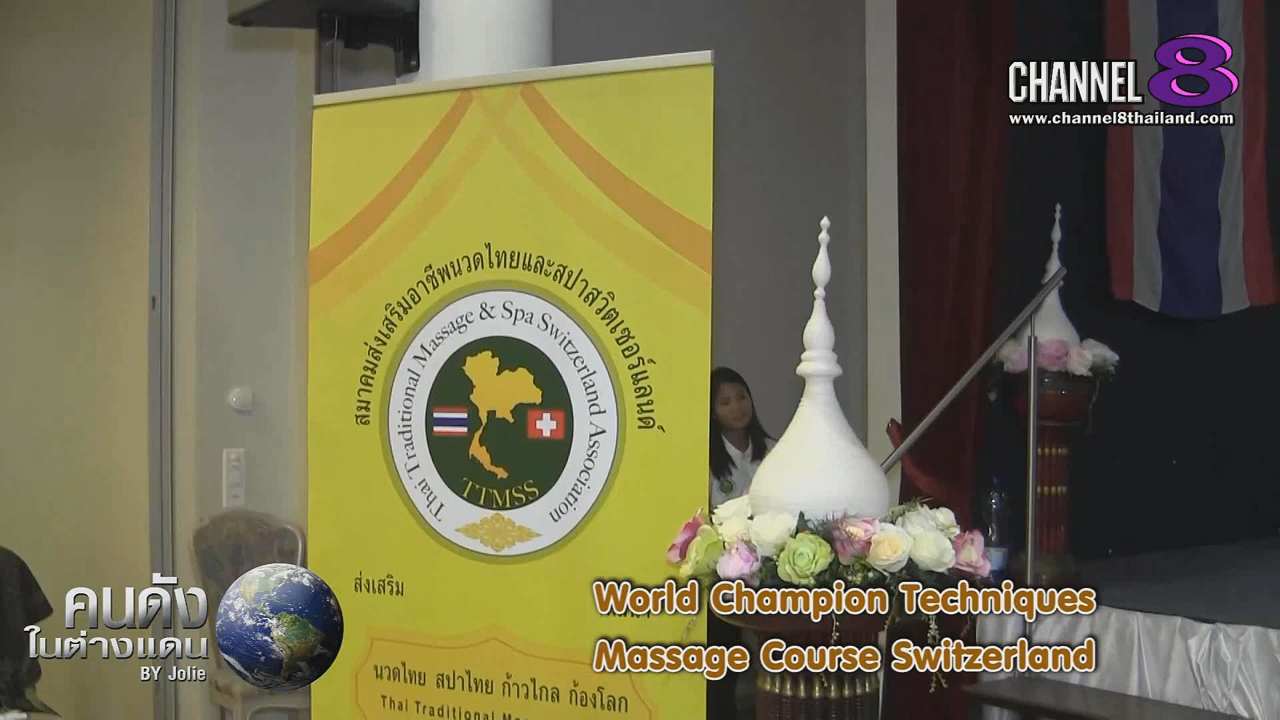 CHANNEL 8
www.channel8thailand.com
สมาคมส่งเสริมอาชีพนวดไทยและสปาสวิตเซอร์แลนด์
Thai Traditional Massage & Spa Switzerland Association
TTMSS
ส่งเสริม
นวดไทย สปาไทย ก้าวไกล ก้องโลก
Thai Traditional
คนดัง
ในต่างแดน
BY Jolie
World Champion Techniques
Massage Course Switzerland